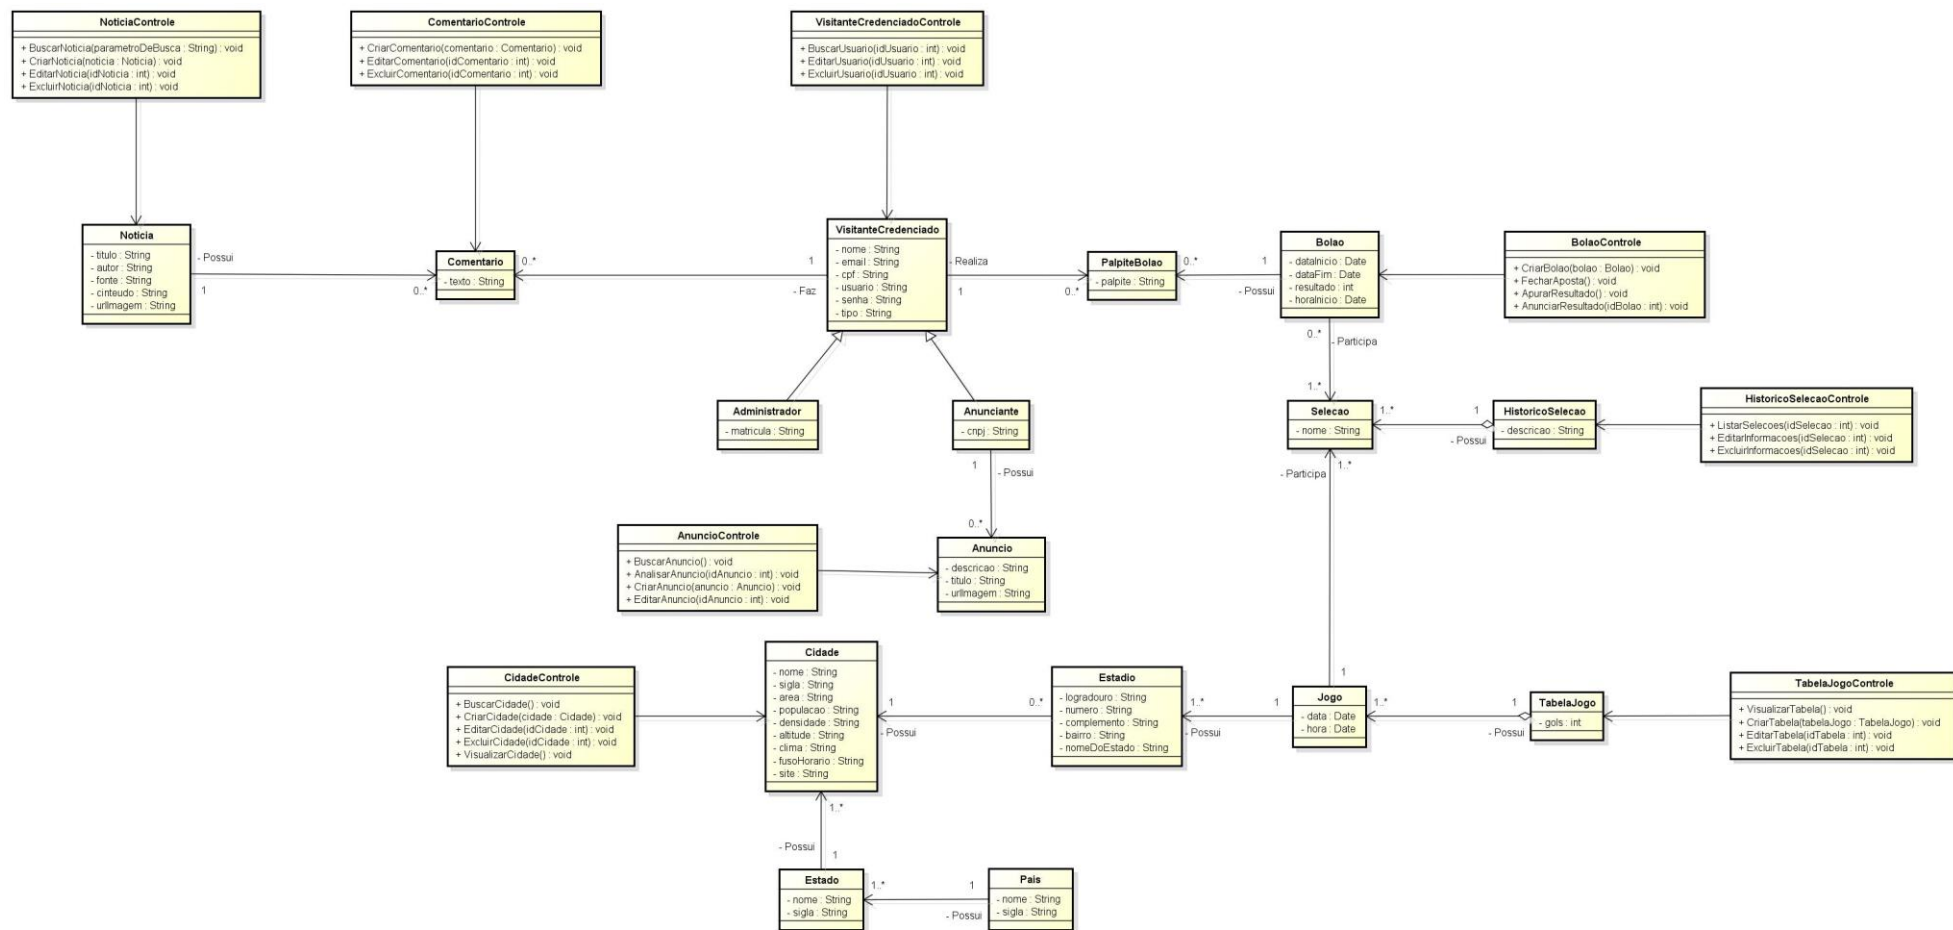 NoticiaControle
+ BuscarNoticia(parametroDeBusca : String) : void
+ CriarNoticia(noticia : Noticia) : void
+ EditarNoticia(idNoticia : int) : void
+ ExcluirNoticia(idNoticia : int) : void
ComentarioControle
+ CriarComentario(comentario : Comentario) : void
+ EditarComentario(idComentario : int) : void
+ ExcluirComentario(idComentario : int) : void
VisitanteCredenciadoControle
+ BuscarUsuario(idUsuario : int) : void
+ EditarUsuario(idUsuario : int) : void
+ ExcluirUsuario(idUsuario : int) : void
Noticia
- titulo : String
- autor : String
- fonte : String
- cinteudo : String
- urlImagem : String
- Possui
1
0..*
Comentario
- texto : String
0..*
1
- Faz
VisitanteCredenciado
- nome : String
- email : String
- cpf : String
- usuario : String
- senha : String
- tipo : String
- Realiza
1
0..*
PalpiteBolao
- palpite : String
0..*
1
- Possui
Bolao
- dataInicio : Date
- dataFim : Date
- resultado : int
- horaInicio : Date
BolaoControle
+ CriarBolao(bolao : Bolao) : void
+ FecharAposta() : void
+ ApurarResultado() : void
+ AnunciarResultado(idBolao : int) : void
0..*
- Participa
1..*
Administrador
- matricula : String
Anunciante
- cnpj : String
Selecao
- nome : String
1..*
1
- Possui
HistoricoSelecao
- descricao : String
HistoricoSelecaoControle
+ ListarSelecoes(idSelecao : int) : void
+ EditarInformacoes(idSelecao : int) : void
+ ExcluirInformacoes(idSelecao : int) : void
1
- Possui
0..*
- Participa
1..*
AnuncioControle
+ BuscarAnuncio() : void
+ AnalisarAnuncio(idAnuncio : int) : void
+ CriarAnuncio(anuncio : Anuncio) : void
+ EditarAnuncio(idAnuncio : int) : void
Anuncio
- descricao : String
- titulo : String
- urlImagem : String
CidadeControle
+ BuscarCidade() : void
+ CriarCidade(cidade : Cidade) : void
+ EditarCidade(idCidade : int) : void
+ ExcluirCidade(idCidade : int) : void
+ VisualizarCidade() : void
Cidade
- nome : String
- sigla : String
- area : String
- populacao : String
- densidade : String
- altitude : String
- clima : String
- fusoHorario : String
- site : String
1
- Possui
0..*
Estadio
- logradouro : String
- numero : String
- complemento : String
- bairro : String
- nomeDoEstado : String
1..*
- Possui
1
1
Jogo
- data : Date
- hora : Date
1..*
1
- Possui
TabelaJogo
- gols : int
TabelaJogoControle
+ VisualizarTabela() : void
+ CriarTabela(tabelaJogo : TabelaJogo) : void
+ EditarTabela(idTabela : int) : void
+ ExcluirTabela(idTabela : int) : void
1..*
- Possui
1
Estado
- nome : String
- sigla : String
1..*
1
- Possui
Pais
- nome : String
- sigla : String